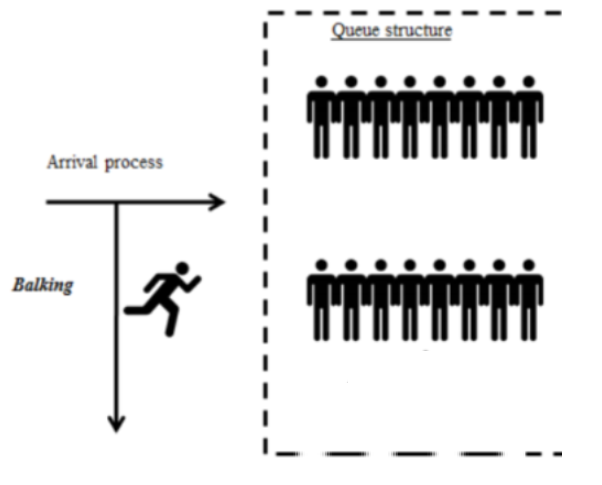 Queue structure
Arrival process
Balking